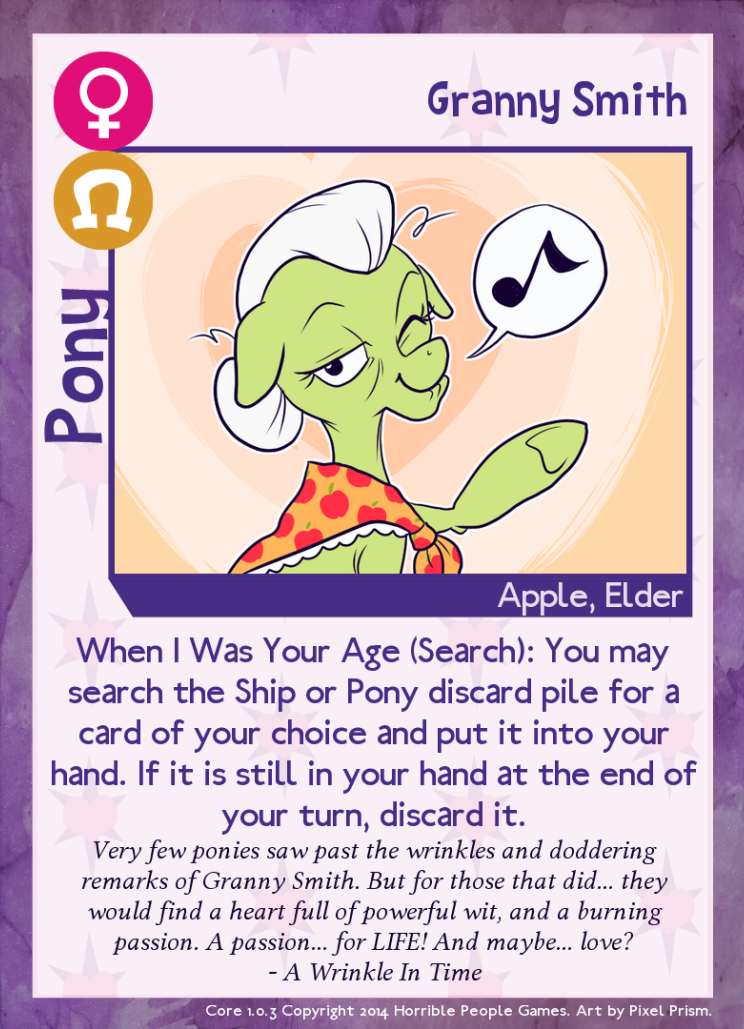 Granny Smith
Pony
Apple, Elder
When I Was Your Age (Search): You may
search the Ship or Pony discard pile for a
card of your choice and put it into your
hand. If it is still in your hand at the end of
your turn, discard it.
Very few ponies saw past the wrinkles and doddering
remarks of Granny Smith. But for those that did... they
would find a heart full of powerful wit, and a burning
passion. A passion... for LIFE! And maybe... love?
- A Wrinkle In Time
Core 1.0.3 Copyright 2014 Horrible People Games. Art by Pixel Prism.